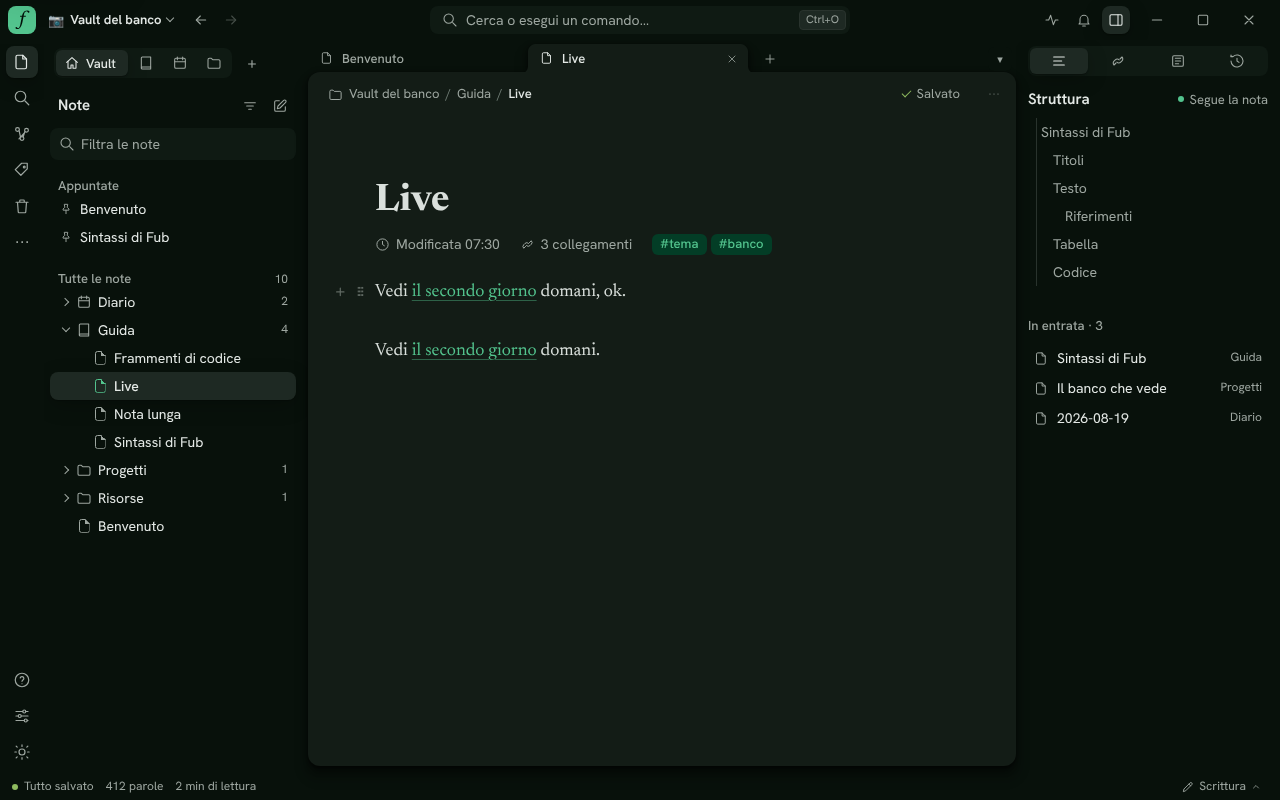 f
Vault del banco
Cerca o esegui un comando...
Ctrl+O
Vault
Note
Filtra le note
Appuntate
Benvenuto
Sintassi di Fub
Tutte le note 10
Diario 2
Guida 4
Frammenti di codice
Live
Nota lunga
Sintassi di Fub
Progetti 1
Risorse 1
Benvenuto
Benvenuto
Live
Vault del banco / Guida / Live
Salvato
Live
Modificata 07:30
3 collegamenti
#tema
#banco
Vedi il secondo giorno domani, ok.
Vedi il secondo giorno domani.
Struttura
Segue la nota
Sintassi di Fub
Titoli
Testo
Riferimenti
Tabella
Codice
In entrata · 3
Sintassi di Fub Guida
Il banco che vede Progetti
2026-08-19 Diario
Tutto salvato
412 parole
2 min di lettura
Scrittura